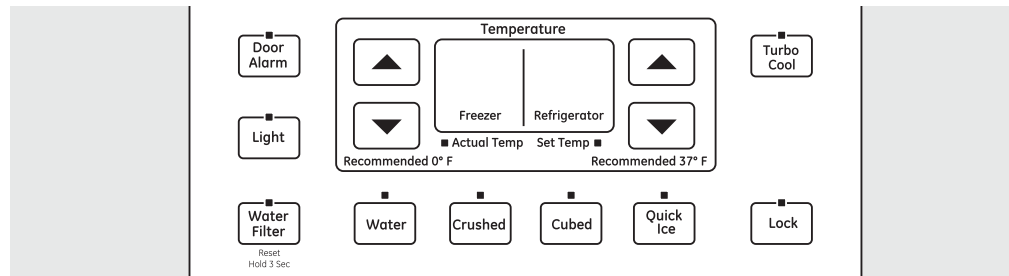 Temperature
Door
Alarm
Turbo
Cool
Freezer
Refrigerator
Light
Actual Temp
Set Temp
Recommended 0° F
Recommended 37° F
Water
Filter
Water
Crushed
Cubed
Quick
Ice
Lock
Reset
Hold 3 Sec